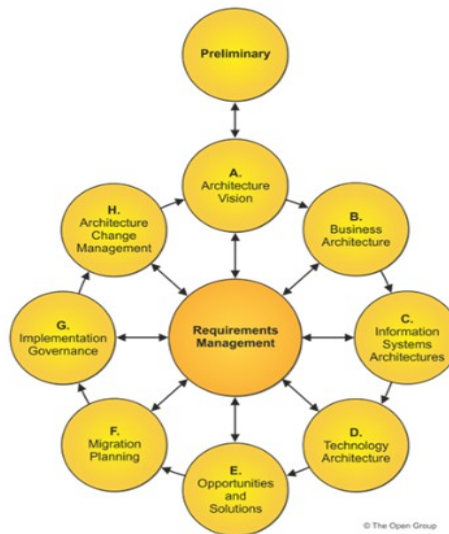 Preliminary
A.
Architecture
Vision
B.
Business
Architecture
C.
Information
Systems
Architectures
D.
Technology
Architecture
E.
Opportunities
and
Solutions
F.
Migration
Planning
G.
Implementation
Governance
H.
Architecture
Change
Management
Requirements
Management
© The Open Group